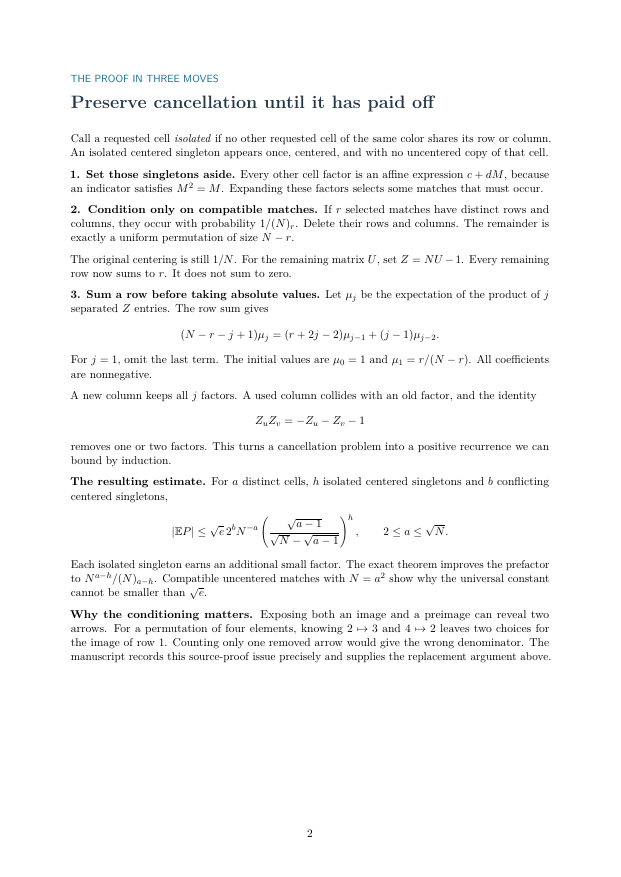 THE PROOF IN THREE MOVES
Preserve cancellation until it has paid off
Call a requested cell isolated if no other requested cell of the same color shares its row or column.
An isolated centered singleton appears once, centered, and with no uncentered copy of that cell.
1. Set those singletons aside. Every other cell factor is an affine expression c + dM, because
an indicator satisfies M² = M. Expanding these factors selects some matches that must occur.
2. Condition only on compatible matches. If r selected matches have distinct rows and
columns, they occur with probability 1/(N)ᵣ. Delete their rows and columns. The remainder is
exactly a uniform permutation of size N − r.
The original centering is still 1/N. For the remaining matrix U, set Z = NU − 1. Every remaining
row now sums to r. It does not sum to zero.
3. Sum a row before taking absolute values. Let μⱼ be the expectation of the product of j
separated Z entries. The row sum gives
(N − r − j + 1)μⱼ = (r + 2j − 2)μⱼ₋₁ + (j − 1)μⱼ₋₂.
For j = 1, omit the last term. The initial values are μ₀ = 1 and μ₁ = r/(N − r). All coefficients
are nonnegative.
A new column keeps all j factors. A used column collides with an old factor, and the identity
Z_u Z_v = −Z_u − Z_v − 1
removes one or two factors. This turns a cancellation problem into a positive recurrence we can
bound by induction.
The resulting estimate. For a distinct cells, h isolated centered singletons and b conflicting
centered singletons,
|𝔼P| ≤ √e 2ᵇ N⁻ᵃ (√(a − 1) / (√N − √(a − 1)))ʰ, 2 ≤ a ≤ √N.
Each isolated singleton earns an additional small factor. The exact theorem improves the prefactor
to Nᵃ⁻ʰ/(N)ₐ₋ₕ. Compatible uncentered matches with N = a² show why the universal constant
cannot be smaller than √e.
Why the conditioning matters. Exposing both an image and a preimage can reveal two
arrows. For a permutation of four elements, knowing 2 ↦ 3 and 4 ↦ 2 leaves two choices for
the image of row 1. Counting only one removed arrow would give the wrong denominator. The
manuscript records this source-proof issue precisely and supplies the replacement argument above.
2